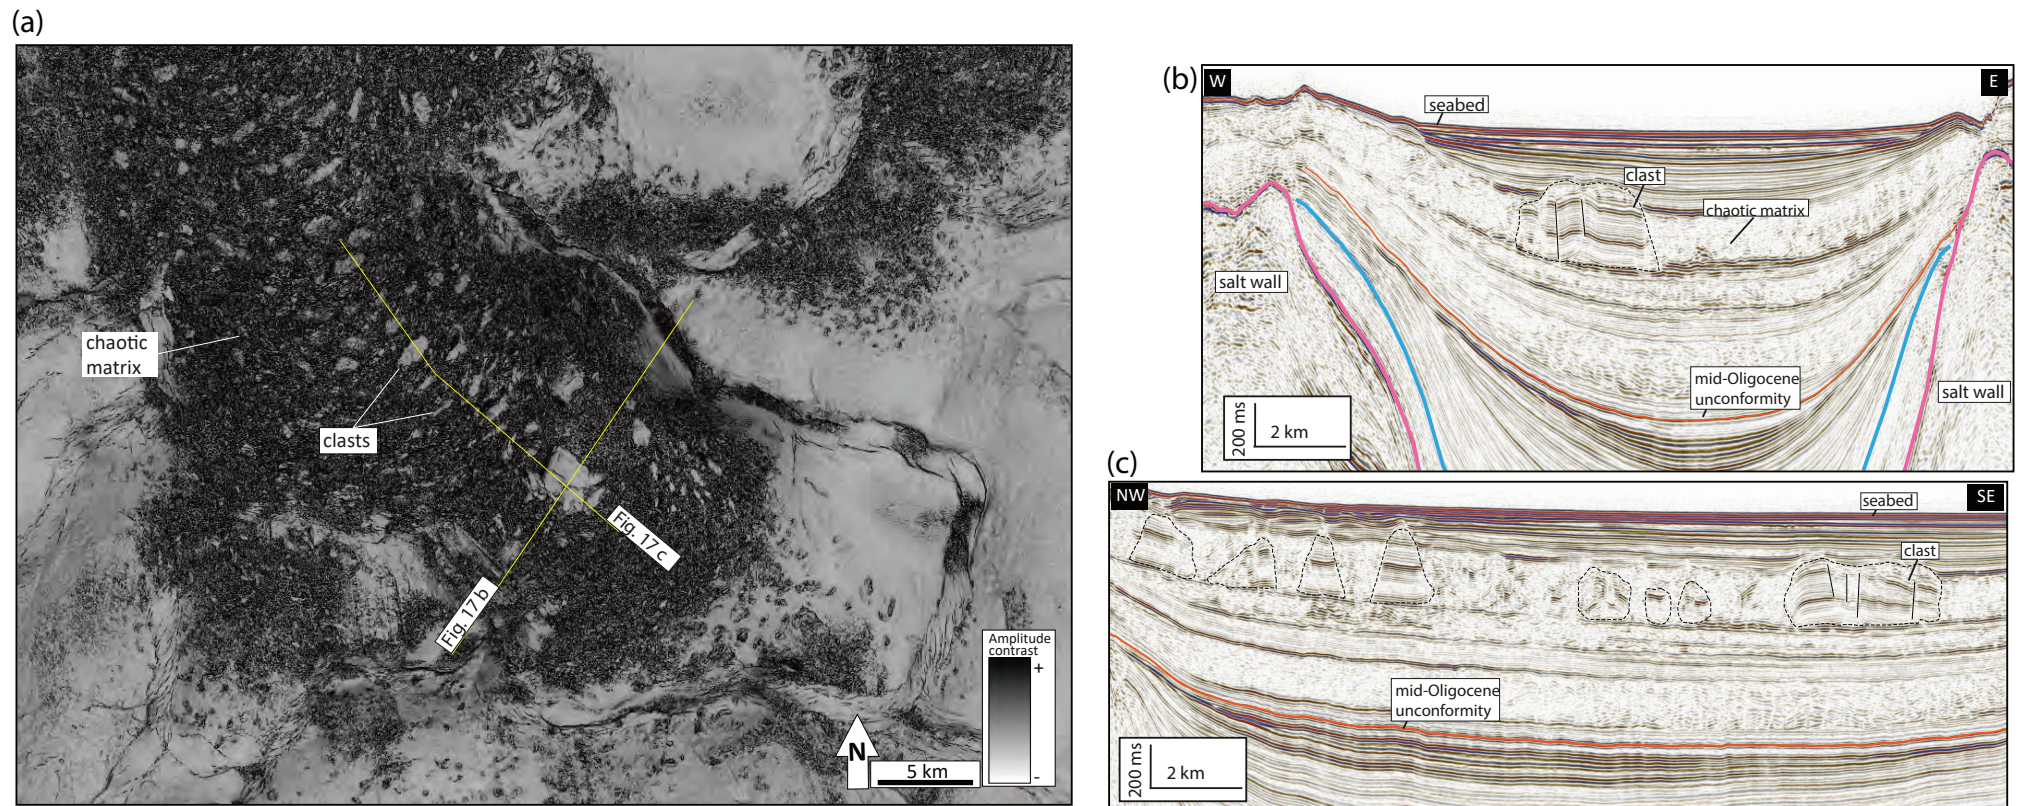 (a)
chaotic
matrix
clasts
Fig. 17 c
Fig. 17 b
Amplitude
contrast
+
-
N
5 km
(b)
W
E
seabed
clast
chaotic matrix
salt wall
mid-Oligocene
unconformity
salt wall
200 ms
2 km
(c)
NW
SE
seabed
clast
mid-Oligocene
unconformity
200 ms
2 km